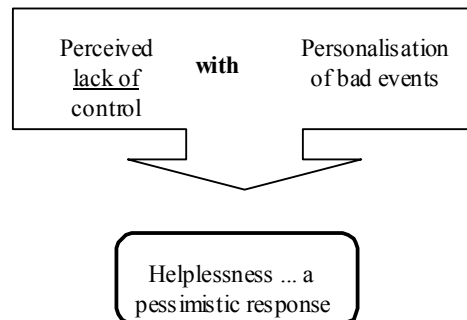 Perceived
lack of
control
with
Personalisation
of bad events
Helplessness ... a
pessimistic response